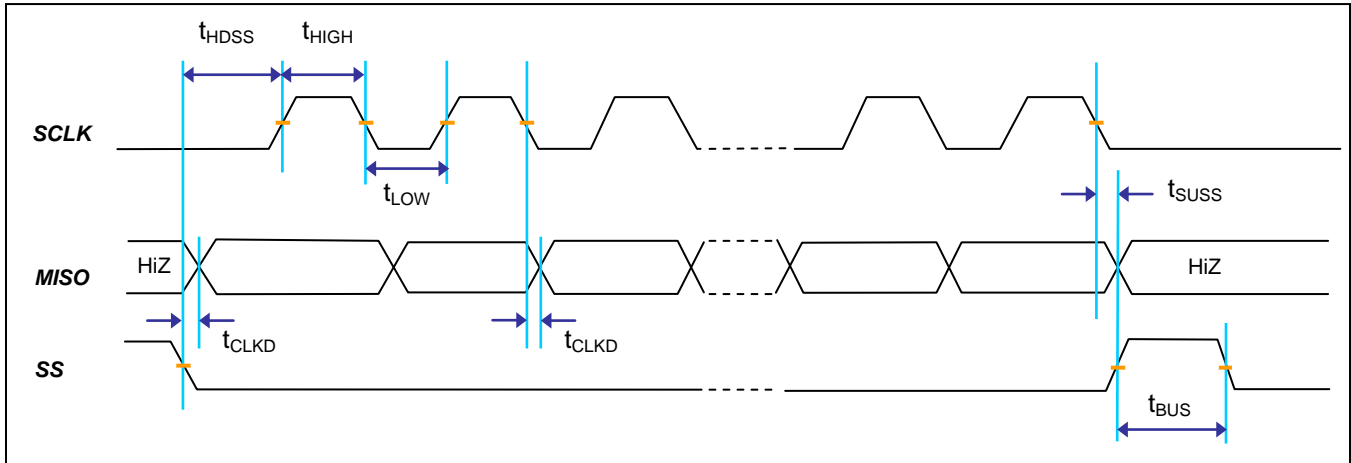 tHDSS tHIGH
SCLK
tLOW
tSUSS
MISO HiZ HiZ
tCLKD tCLKD
SS
tBUS